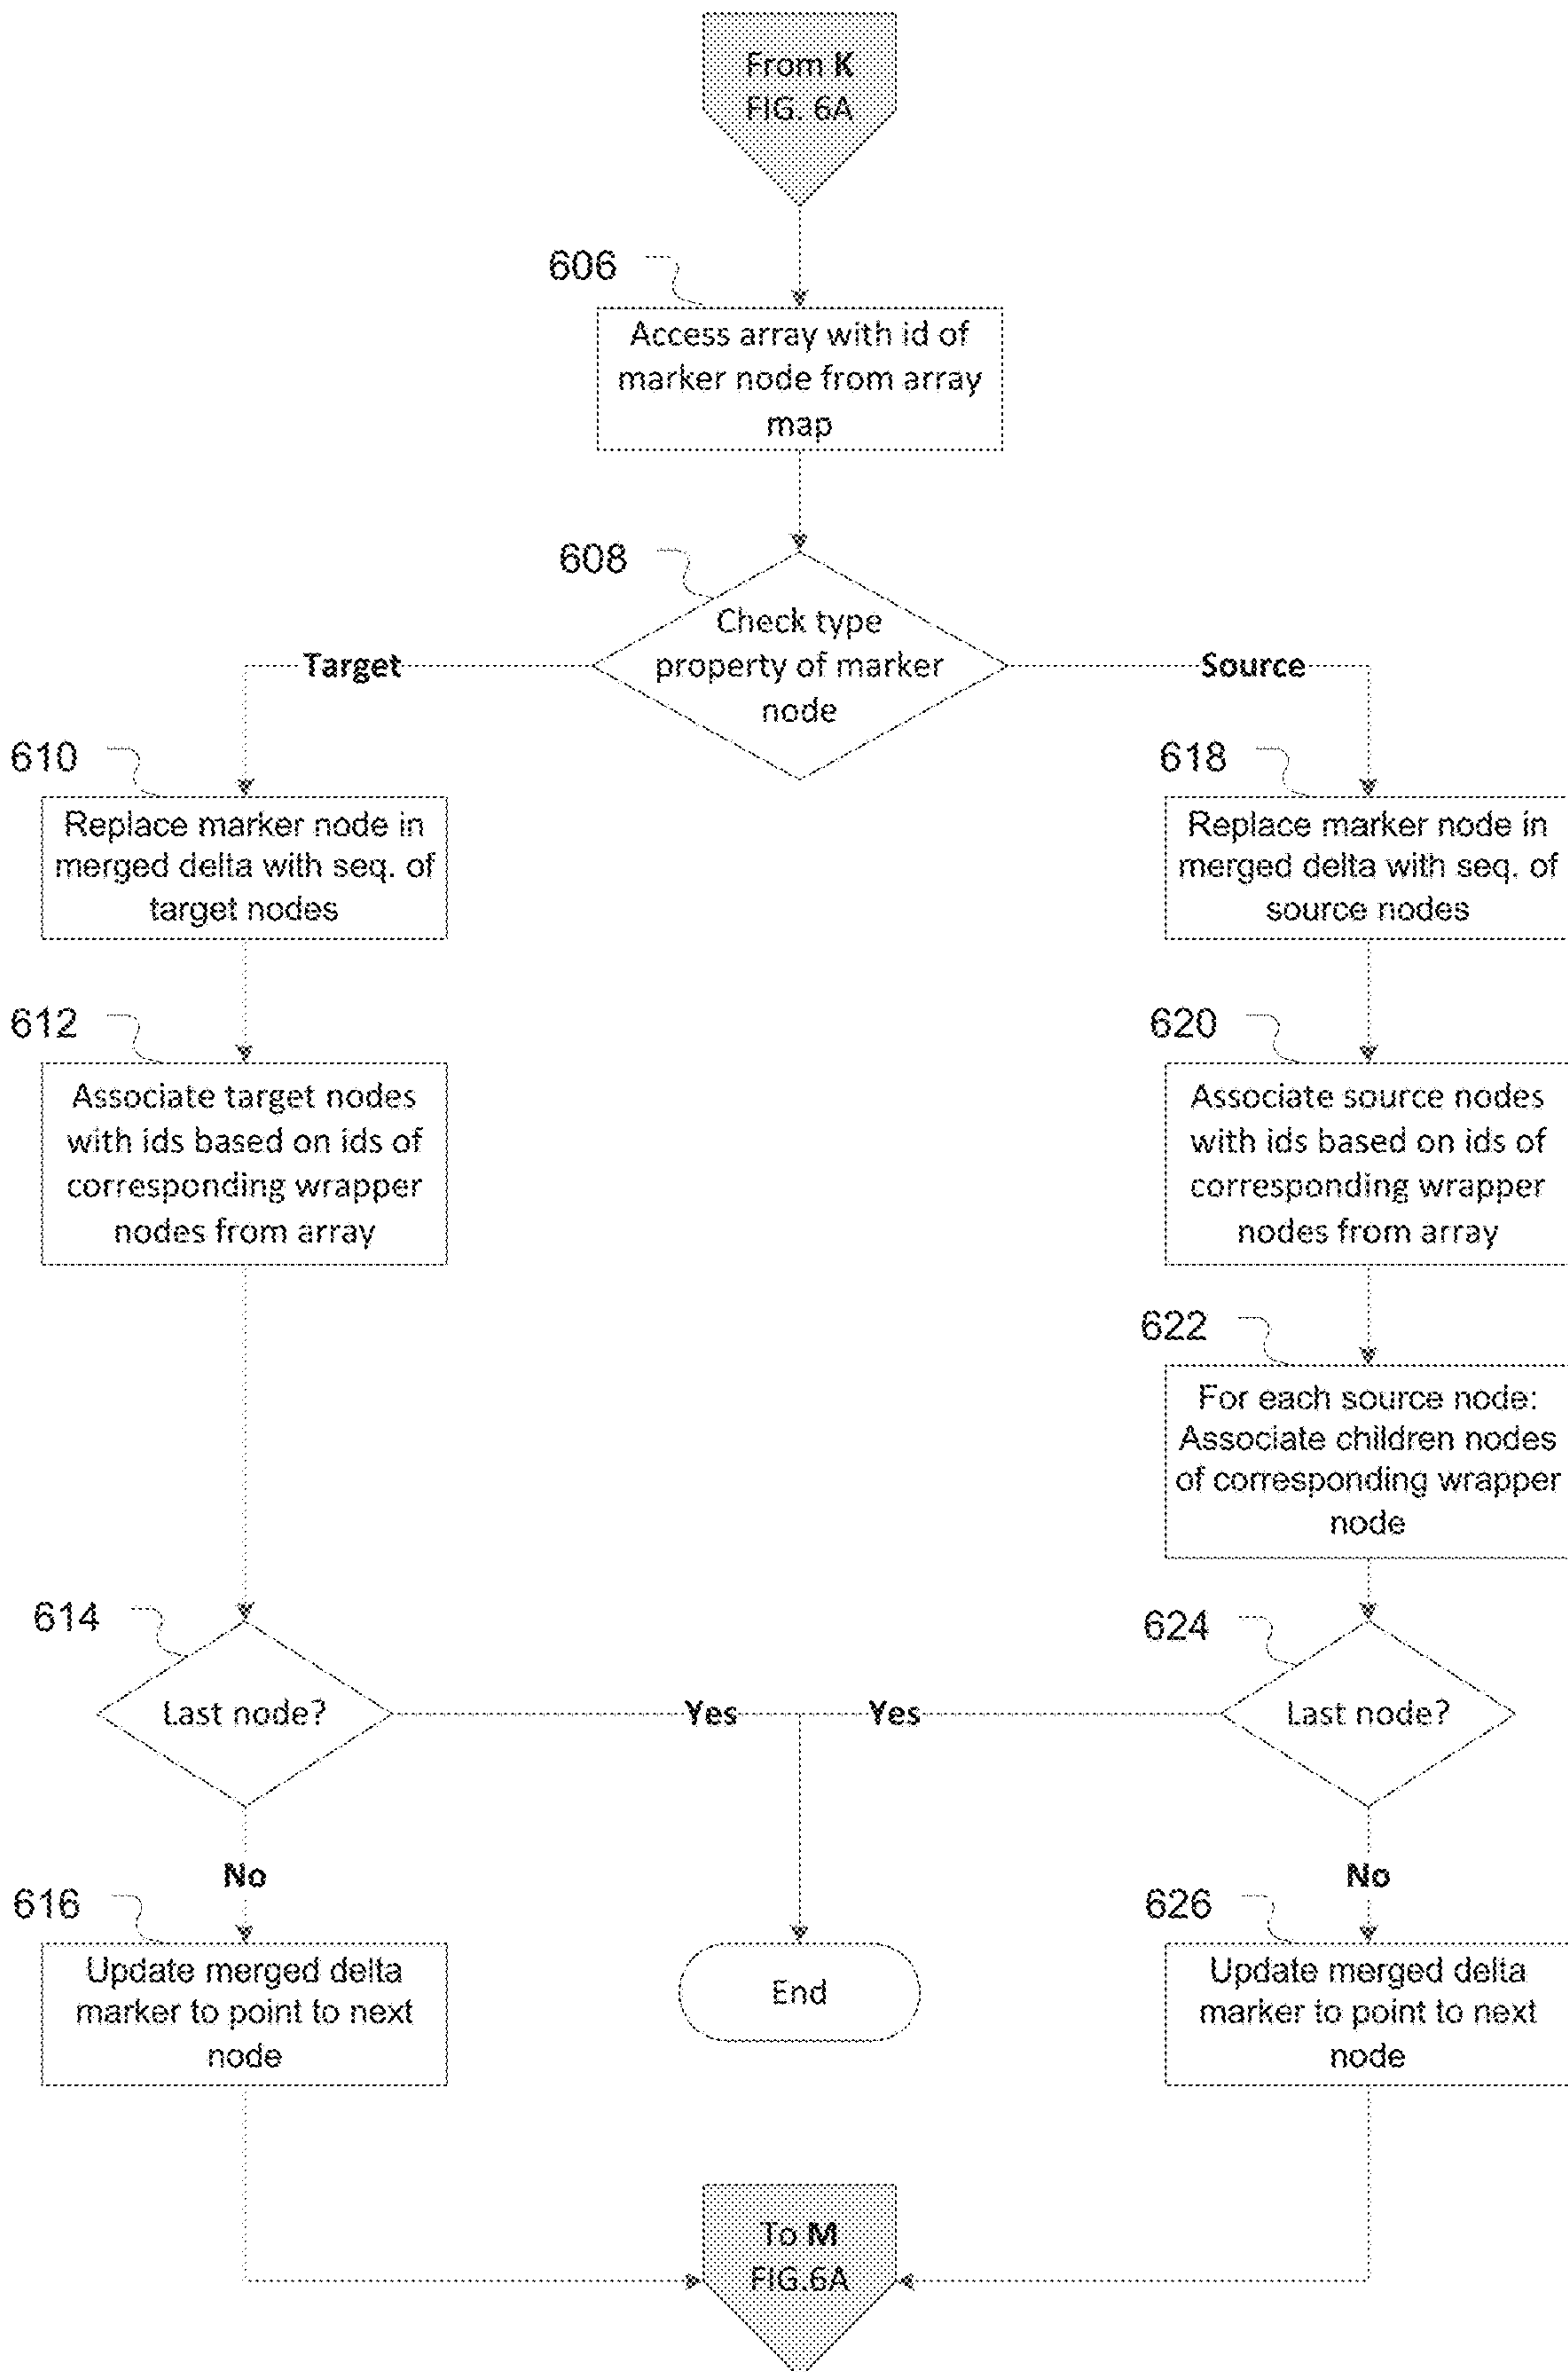 From K
FIG. 6A
606
Access array with id of
marker node from array
map
608
Check type
property of marker
node
Target
Source
610
Replace marker node in
merged delta with seq. of
target nodes
618
Replace marker node in
merged delta with seq. of
source nodes
612
Associate target nodes
with ids based on ids of
corresponding wrapper
nodes from array
620
Associate source nodes
with ids based on ids of
corresponding wrapper
nodes from array
622
For each source node:
Associate children nodes
of corresponding wrapper
node
614
Last node?
Yes
Yes
624
Last node?
No
No
616
Update merged delta
marker to point to next
node
End
626
Update merged delta
marker to point to next
node
To M
FIG.6A